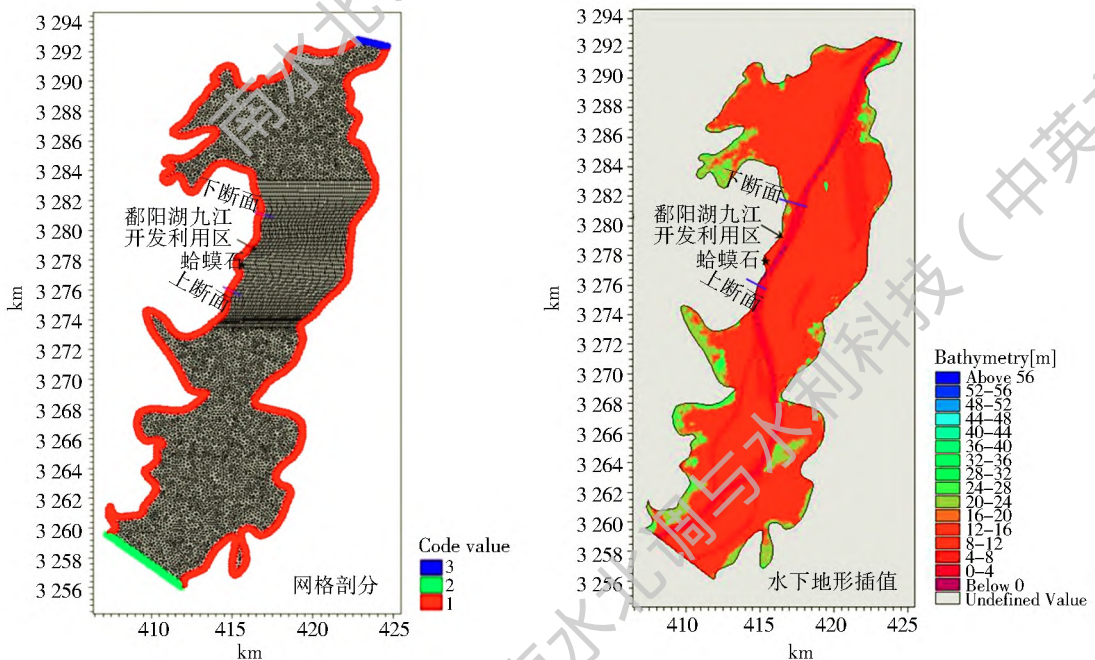 3 294
3 292
3 290
3 288
3 286
3 284
3 282
3 280
3 278
3 276
3 274
3 272
3 270
3 268
3 266
3 264
3 262
3 260
3 258
3 256
km
下断面
鄱阳湖九江
开发利用区
蛤蟆石
上断面
网格剖分
410
415
420
425
km
Code value
3
2
1
3 294
3 292
3 290
3 288
3 286
3 284
3 282
3 280
3 278
3 276
3 274
3 272
3 270
3 268
3 266
3 264
3 262
3 260
3 258
3 256
km
下断面
鄱阳湖九江
开发利用区
蛤蟆石
上断面
水下地形插值
410
415
420
425
km
Bathymetry[m]
Above 56
52–56
48–52
44–48
40–44
36–40
32–36
28–32
24–28
20–24
16–20
12–16
8–12
4–8
0–4
Below 0
Undefined Value
南水北
南水北调与水利科技（中英